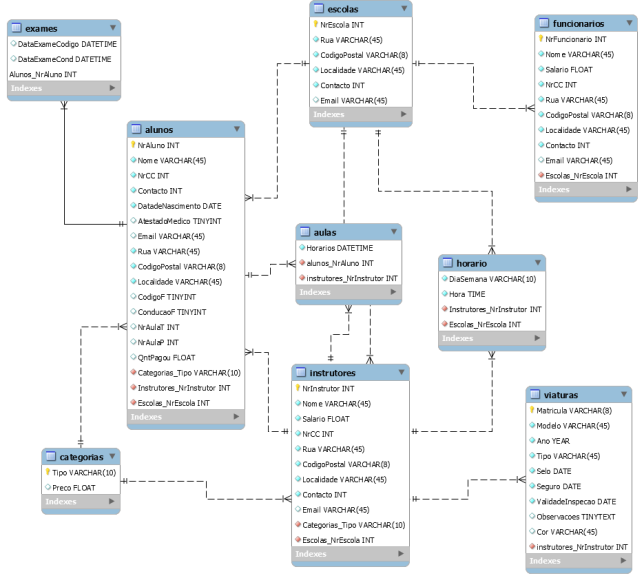 escolas
NrEscola INT
Rua VARCHAR(45)
CodigoPostal VARCHAR(8)
Localidade VARCHAR(45)
Contacto INT
Email VARCHAR(45)
Indexes
exames
DataExameCodigo DATETIME
DataExameCond DATETIME
Alunos_NrAluno INT
Indexes
funcionarios
NrFuncionario INT
Nome VARCHAR(45)
Salario FLOAT
NrCC INT
Rua VARCHAR(45)
CodigoPostal VARCHAR(8)
Localidade VARCHAR(45)
Contacto INT
Email VARCHAR(45)
Escolas_NrEscola INT
Indexes
alunos
NrAluno INT
Nome VARCHAR(45)
NrCC INT
Contacto INT
DatadeNascimento DATE
AtestadoMedico TINYINT
Email VARCHAR(45)
Rua VARCHAR(45)
CodigoPostal VARCHAR(8)
Localidade VARCHAR(45)
CodigoF TINYINT
ConducaoF TINYINT
NrAulaT INT
NrAulaP INT
QntPagou FLOAT
Categorias_Tipo VARCHAR(10)
Instrutores_NrInstrutor INT
Escolas_NrEscola INT
Indexes
aulas
Horarios DATETIME
alunos_NrAluno INT
instrutores_NrInstrutor INT
Indexes
horario
DiaSemana VARCHAR(10)
Hora TIME
Instrutores_NrInstrutor INT
Escolas_NrEscola INT
Indexes
instrutores
NrInstrutor INT
Nome VARCHAR(45)
Salario FLOAT
NrCC INT
Rua VARCHAR(45)
CodigoPostal VARCHAR(8)
Localidade VARCHAR(45)
Contacto INT
Email VARCHAR(45)
Categorias_Tipo VARCHAR(10)
Escolas_NrEscola INT
Indexes
viaturas
Matricula VARCHAR(8)
Modelo VARCHAR(45)
Ano YEAR
Tipo VARCHAR(45)
Selo DATE
Seguro DATE
ValidadeInspecao DATE
Observacoes TINYTEXT
Cor VARCHAR(45)
instrutores_NrInstrutor INT
Indexes
categorias
Tipo VARCHAR(10)
Preco FLOAT
Indexes